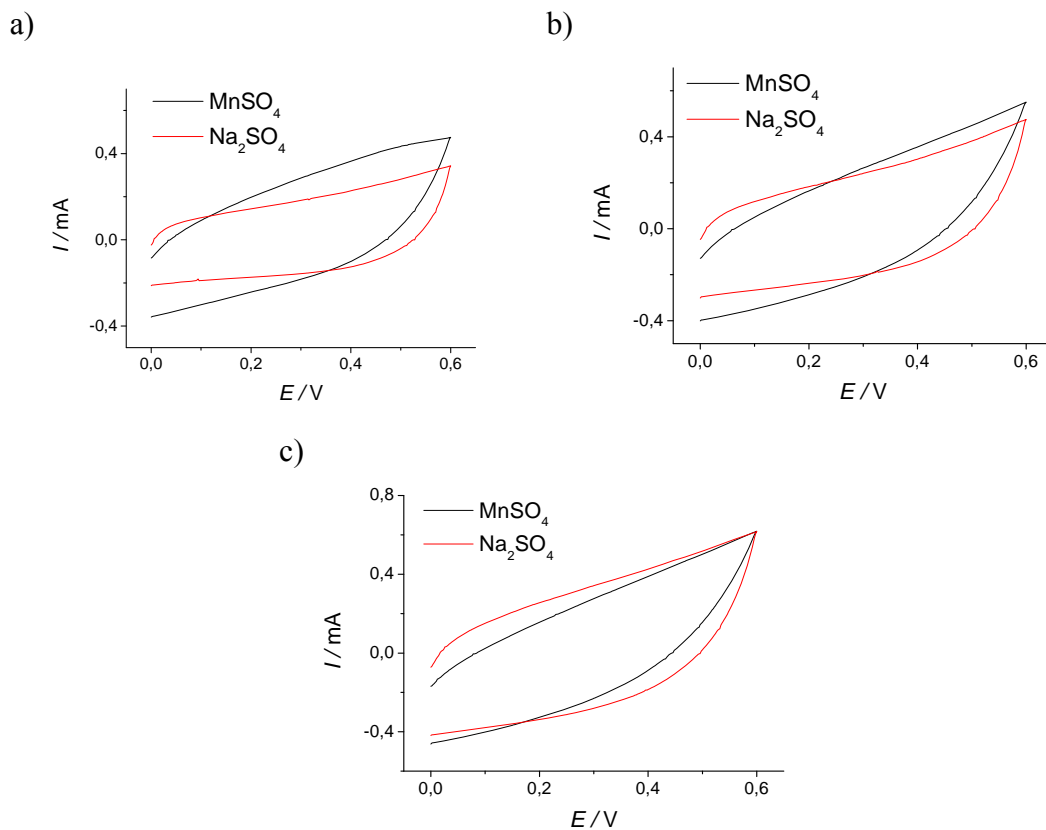 a)
MnSO4
Na2SO4
0,4
0,0
-0,4
I / mA
0,0 0,2 0,4 0,6
E / V
b)
MnSO4
Na2SO4
0,4
0,0
-0,4
I / mA
0,0 0,2 0,4 0,6
E / V
c)
0,8
MnSO4
Na2SO4
0,4
0,0
-0,4
I / mA
0,0 0,2 0,4 0,6
E / V